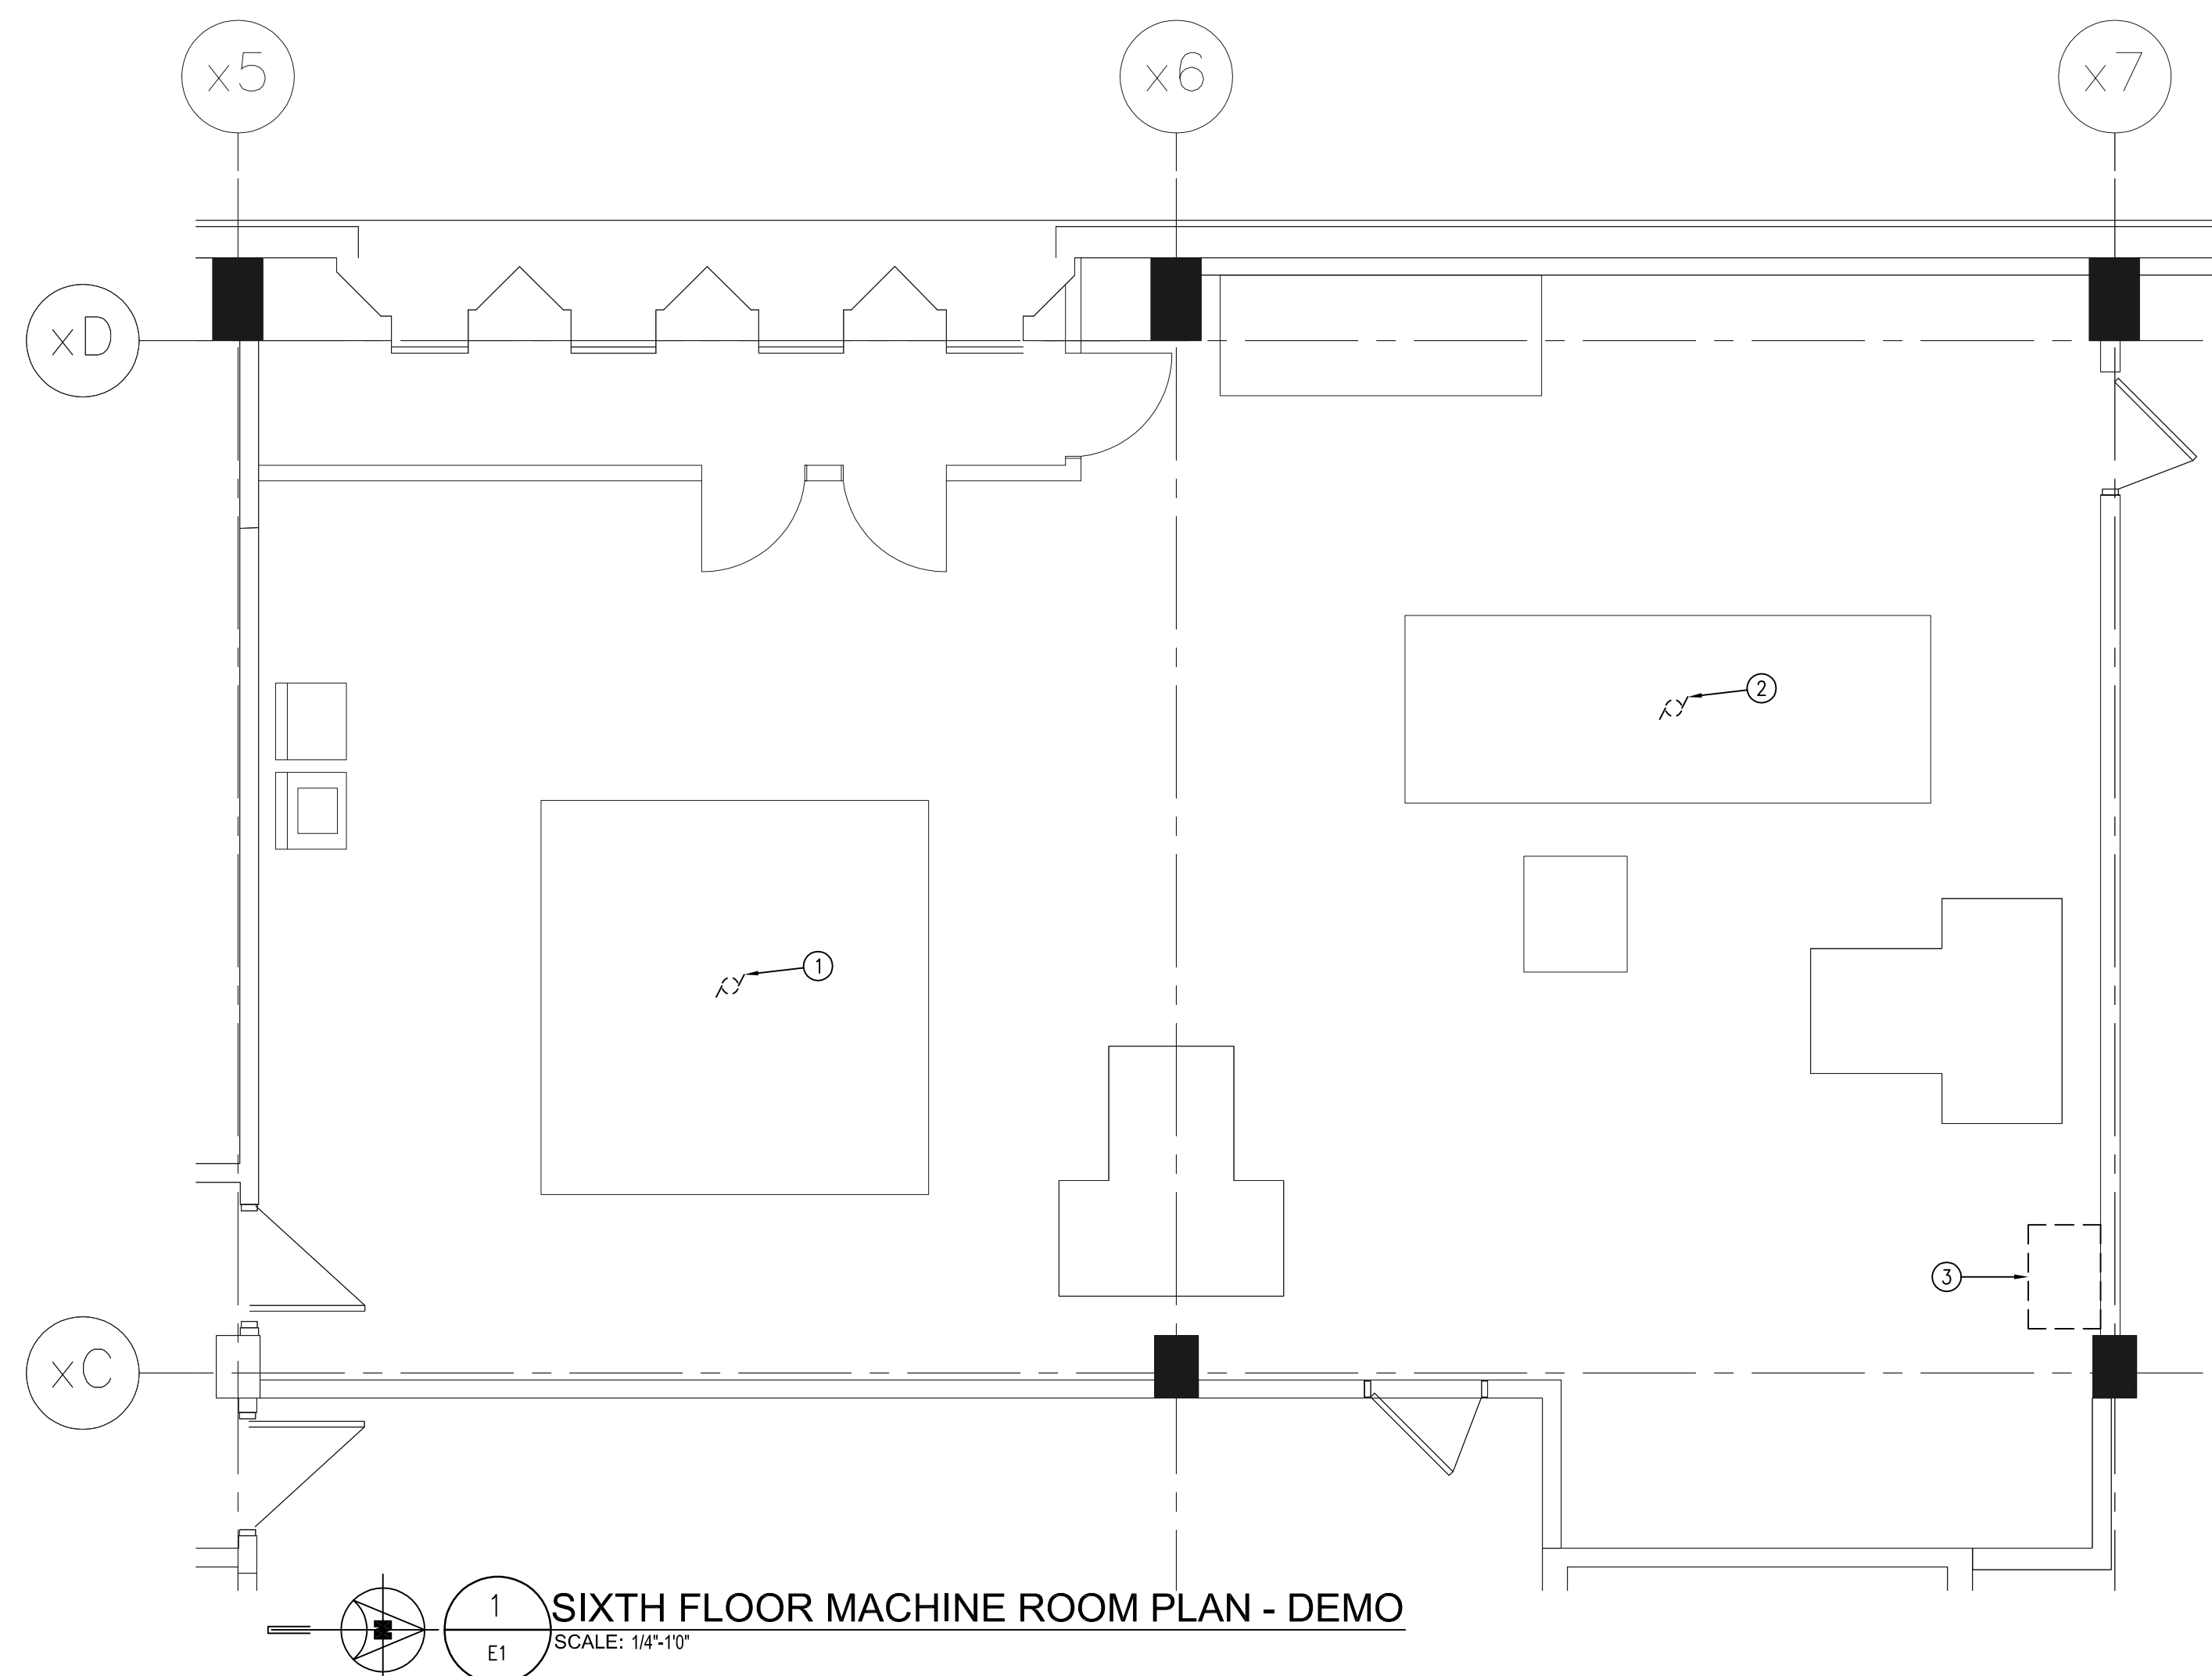 x5 x6 x7
xD
2
1
3
xC
1
SIXTH FLOOR MACHINE ROOM PLAN - DEMO
SCALE: 1/4"-1'0"
E1